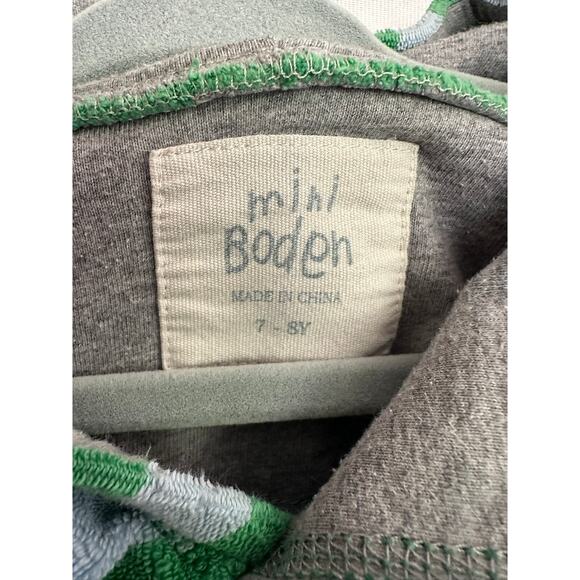 mini
Boden
MADE IN CHINA
7 - 8Y